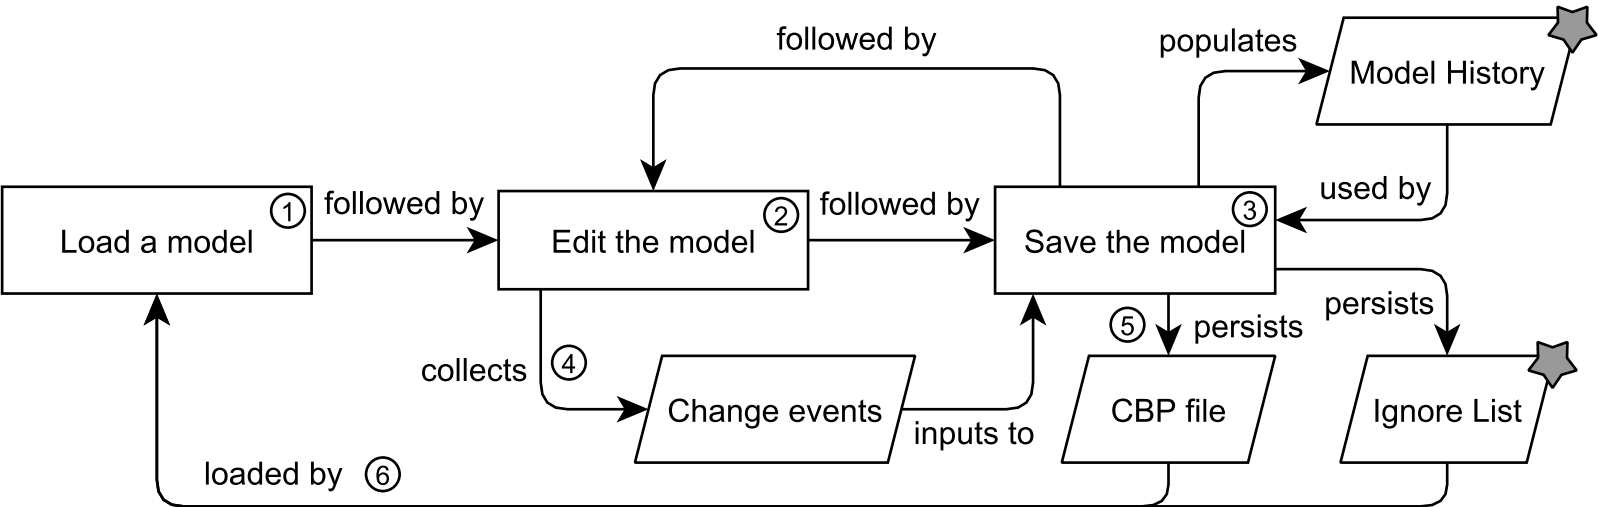 followed by
populates
Model History
used by
Load a model
①
followed by
Edit the model
②
followed by
Save the model
③
persists
⑤
persists
collects
④
Change events
inputs to
CBP file
Ignore List
loaded by
⑥